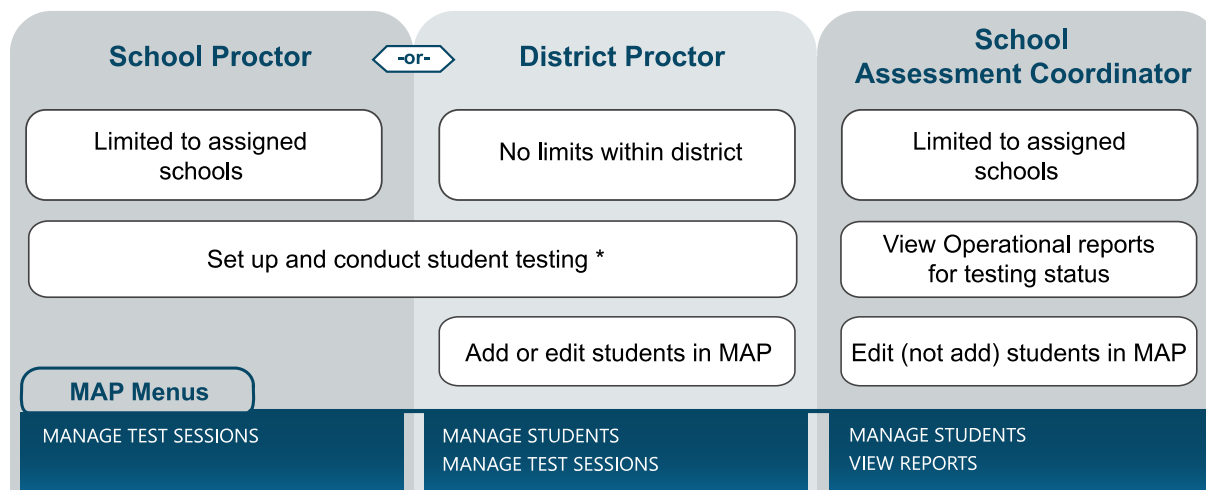 School Proctor
-or-
District Proctor
School
Assessment Coordinator
Limited to assigned
schools
No limits within district
Limited to assigned
schools
Set up and conduct student testing *
View Operational reports
for testing status
Add or edit students in MAP
Edit (not add) students in MAP
MAP Menus
MANAGE TEST SESSIONS
MANAGE STUDENTS
MANAGE TEST SESSIONS
MANAGE STUDENTS
VIEW REPORTS